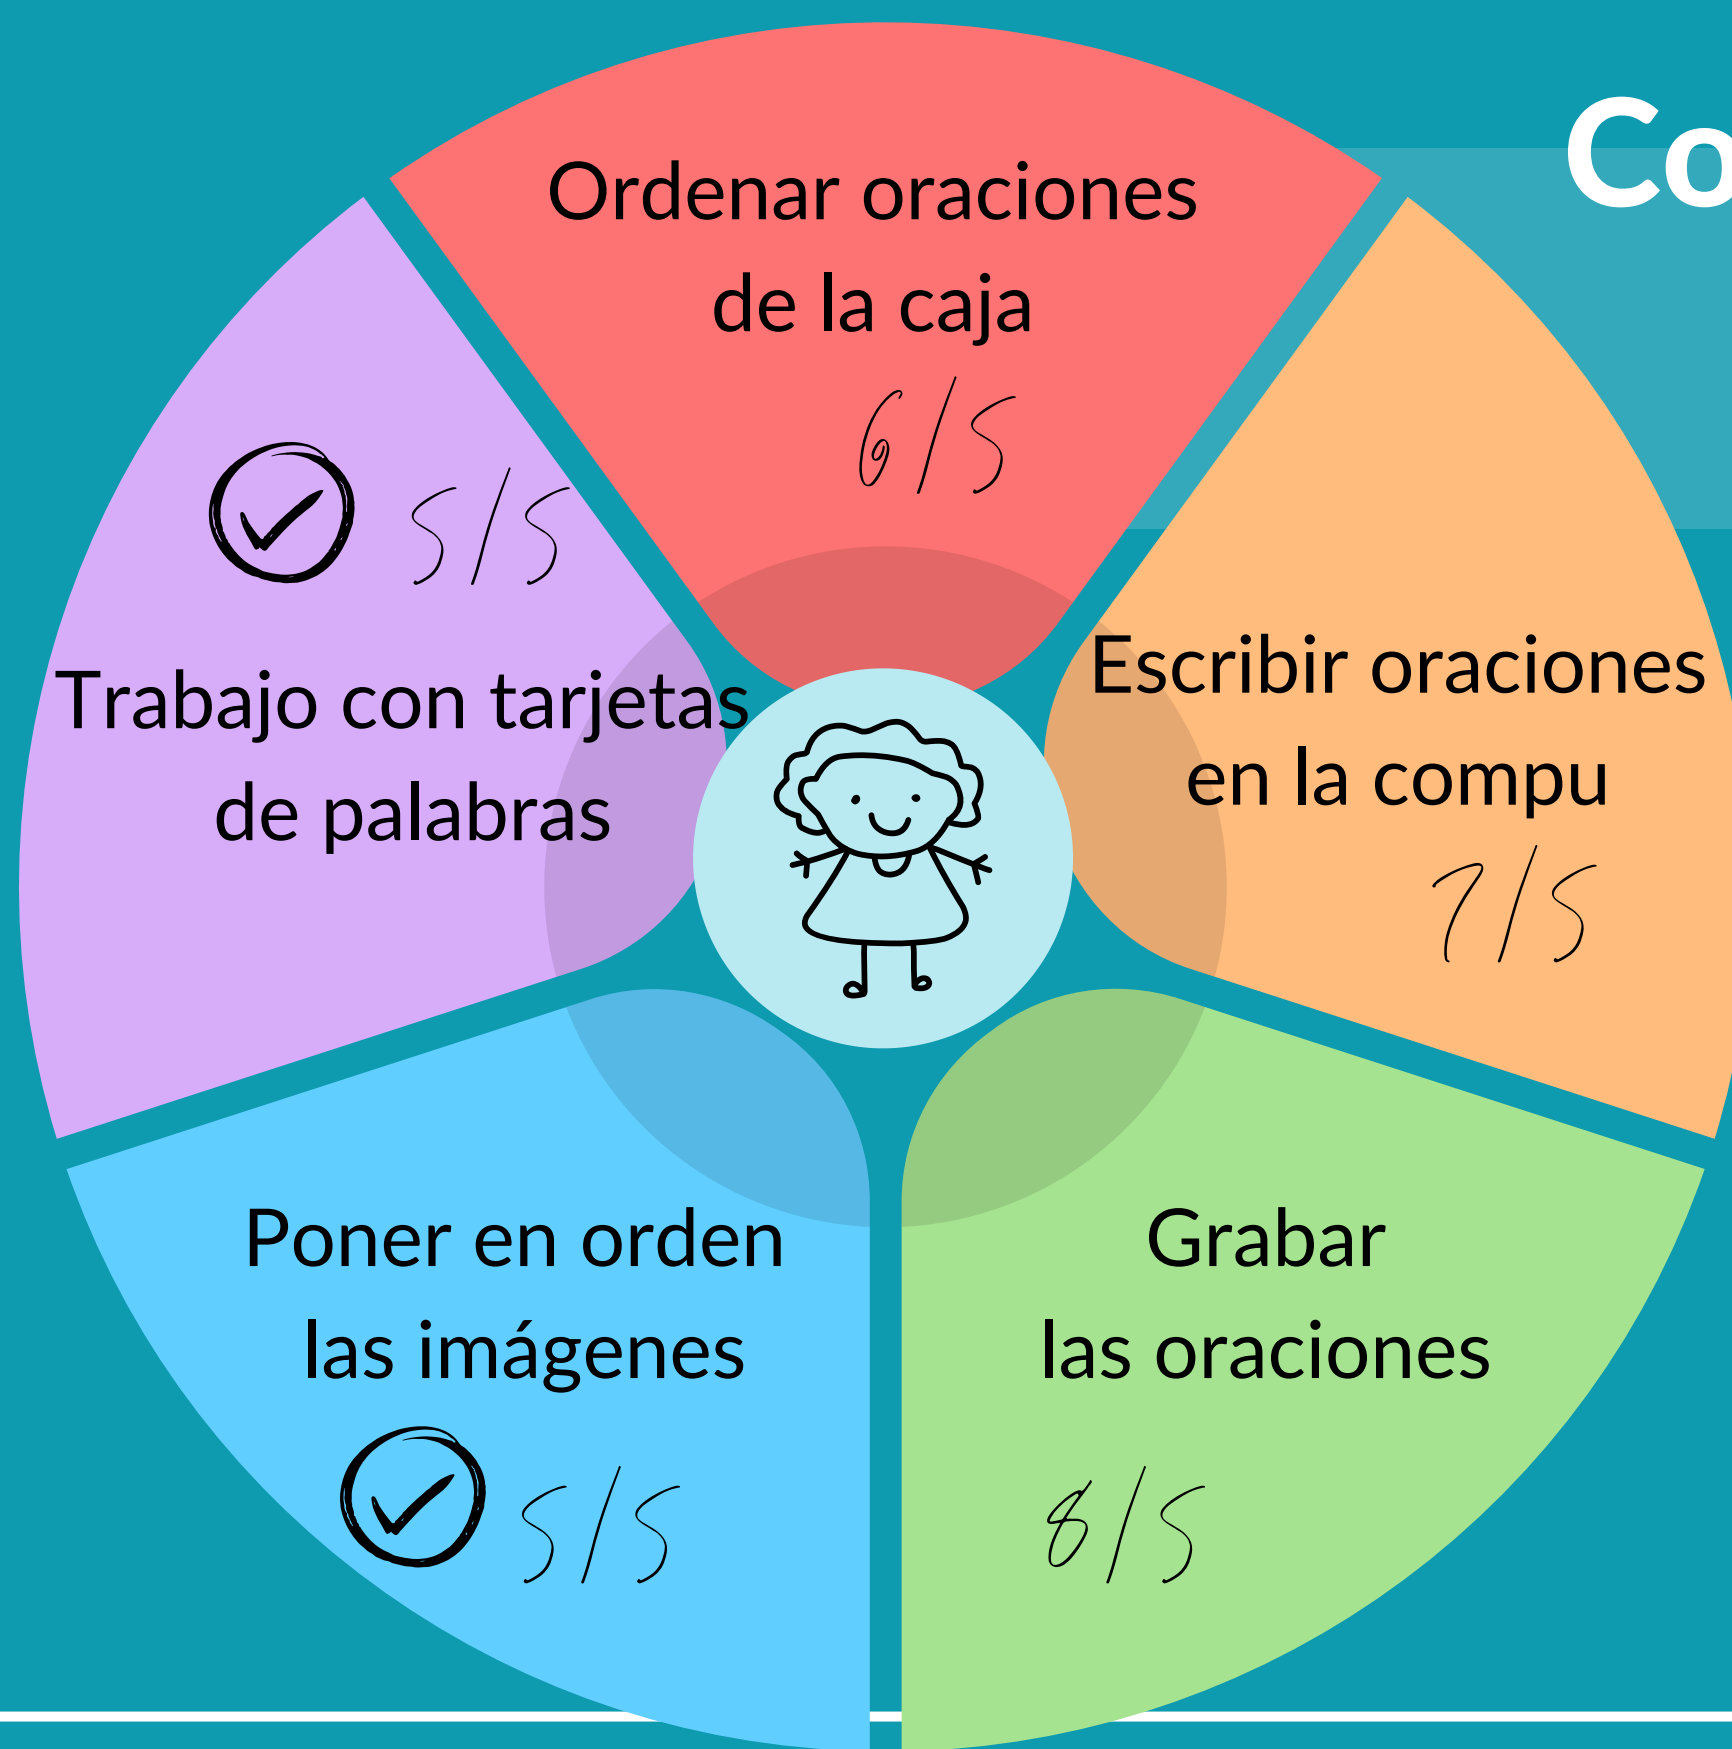 Co
Ordenar oraciones
de la caja
6/5
Escribir oraciones
en la compu
7/5
Grabar
las oraciones
8/5
Poner en orden
las imágenes
5/5
5/5
Trabajo con tarjetas
de palabras